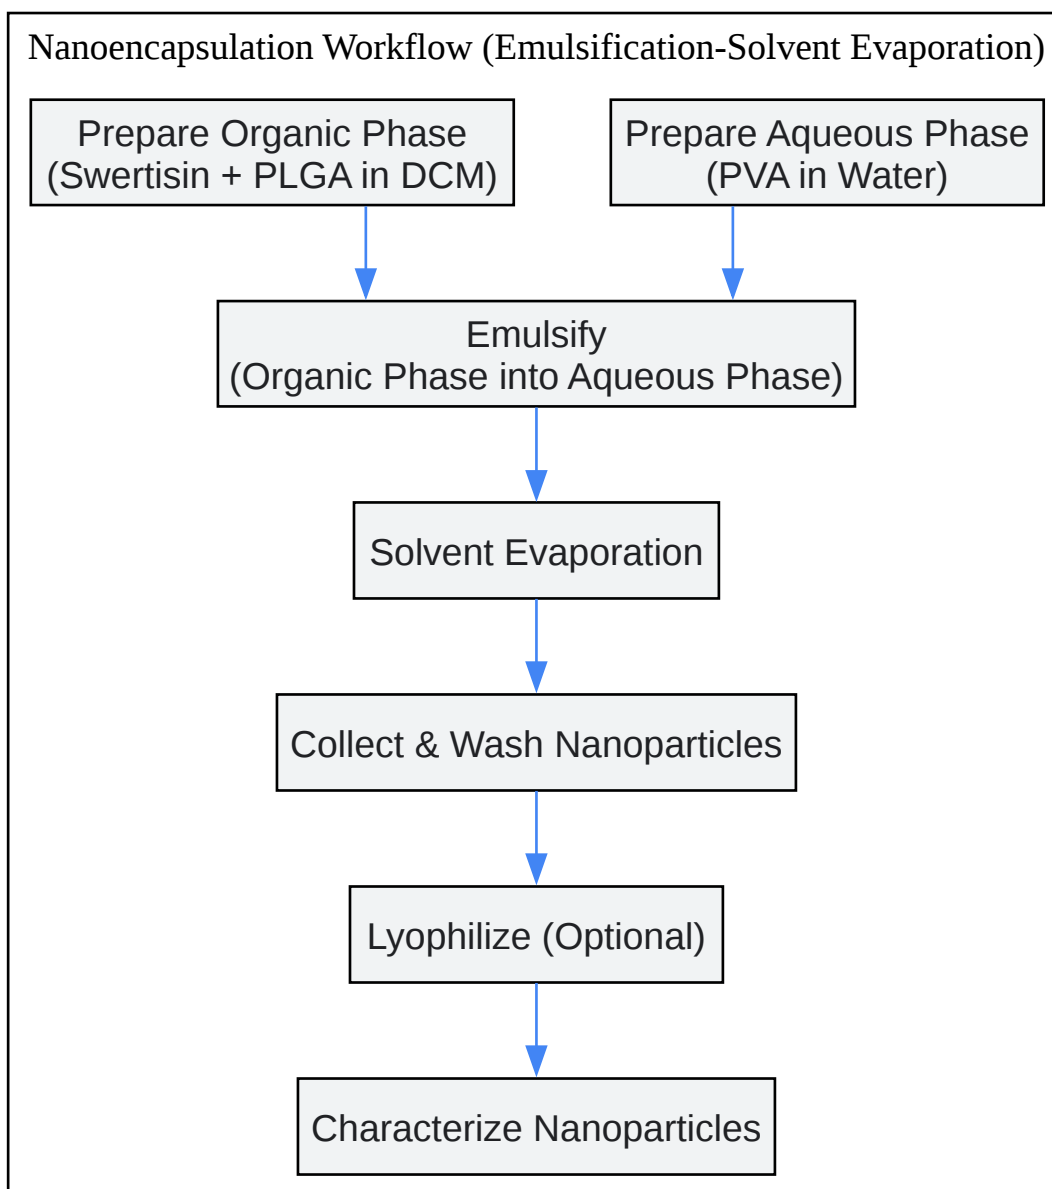 Nanoencapsulation Workflow (Emulsification-Solvent Evaporation)
Prepare Organic Phase
(Swertisin + PLGA in DCM)
Prepare Aqueous Phase
(PVA in Water)
Emulsify
(Organic Phase into Aqueous Phase)
Solvent Evaporation
Collect & Wash Nanoparticles
Lyophilize (Optional)
Characterize Nanoparticles